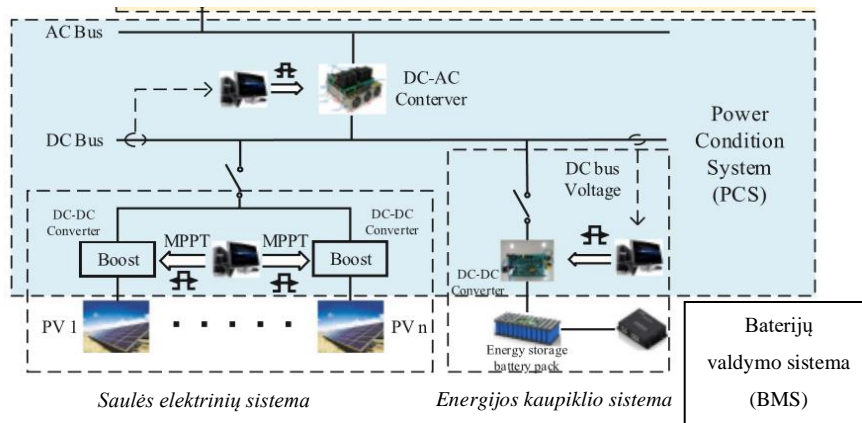 AC Bus
DC-AC
Conterver
DC Bus
Power
Condition
System
(PCS)
DC bus
Voltage
DC-DC
Converter
DC-DC
Converter
MPPT
MPPT
Boost
Boost
DC-DC
Converter
PV 1
PV n
Energy storage
battery pack
Baterijų
valdymo sistema
(BMS)
Saulės elektrinių sistema
Energijos kaupiklio sistema